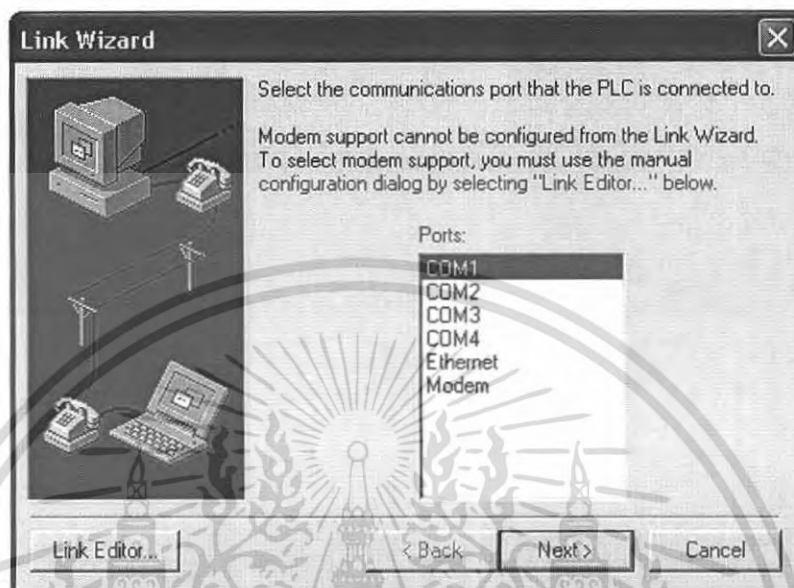 Link Wizard
Select the communications port that the PLC is connected to.
Modem support cannot be configured from the Link Wizard.
To select modem support, you must use the manual
configuration dialog by selecting "Link Editor..." below.
Ports:
COM1
COM2
COM3
COM4
Ethernet
Modem
Link Editor...
< Back
Next >
Cancel